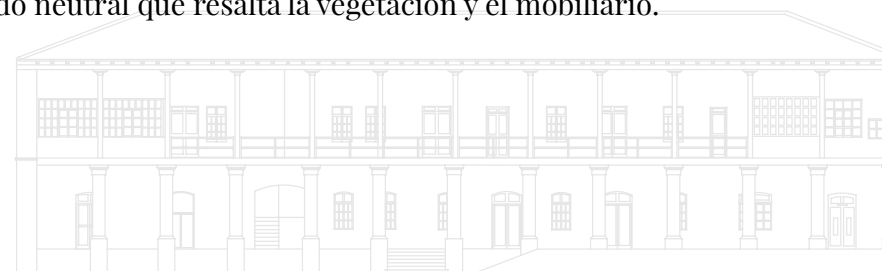 do neutral que resalta la vegetación y el mobiliario.